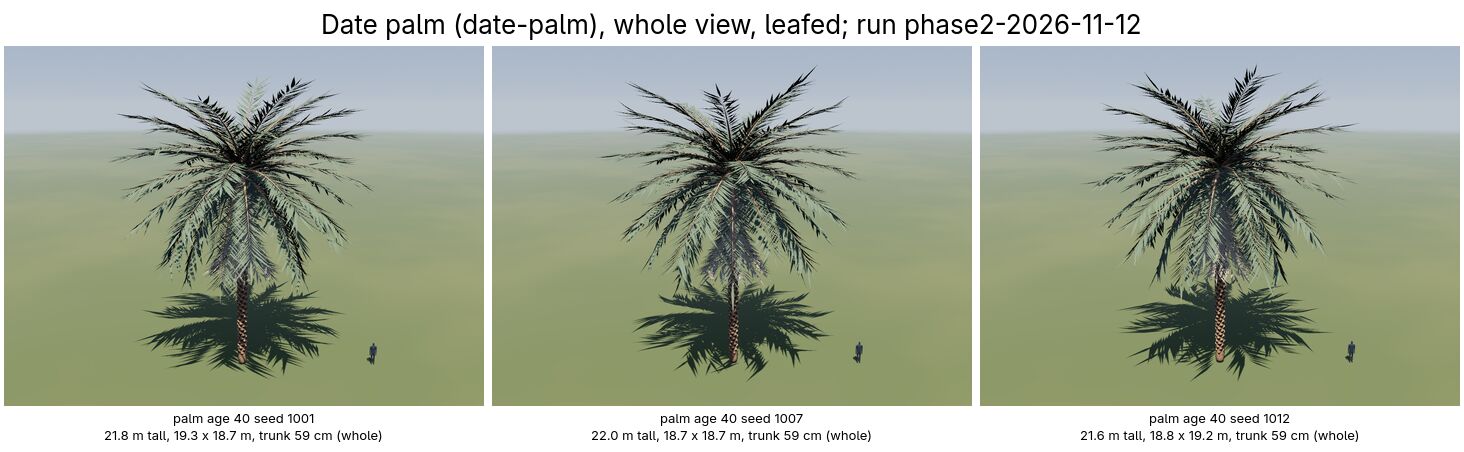 Date palm (date-palm), whole view, leafed; run phase2-2026-11-12
palm age 40 seed 1001
21.8 m tall, 19.3 x 18.7 m, trunk 59 cm (whole)
palm age 40 seed 1007
22.0 m tall, 18.7 x 18.7 m, trunk 59 cm (whole)
palm age 40 seed 1012
21.6 m tall, 18.8 x 19.2 m, trunk 59 cm (whole)